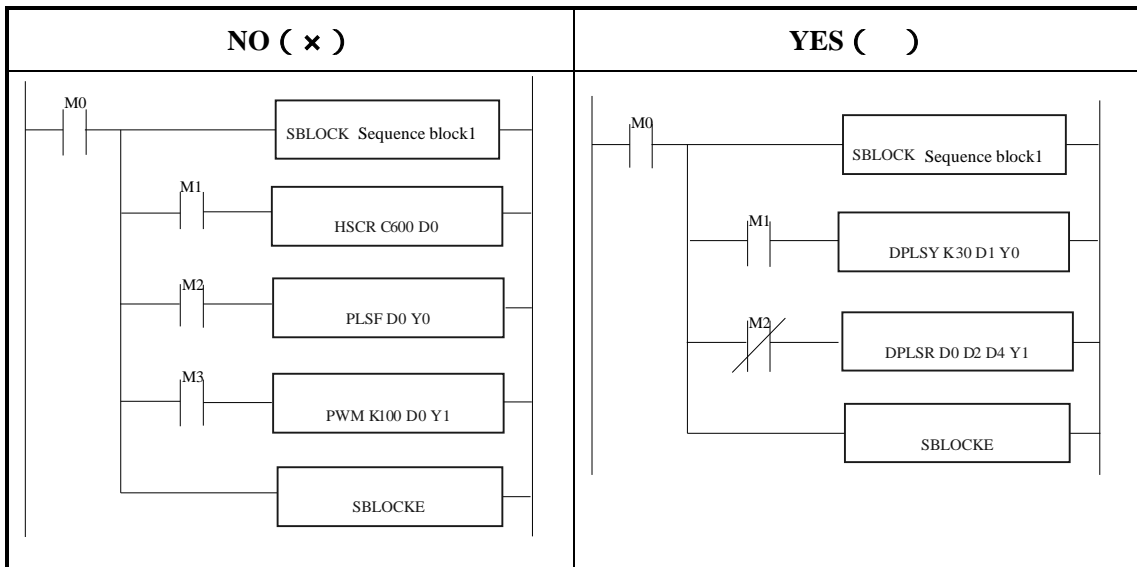 NO ( × )
YES ( )
M0
SBLOCK Sequence block1
M1
HSCR C600 D0
M2
PLSF D0 Y0
M3
PWM K100 D0 Y1
SBLOCKE
M0
SBLOCK Sequence block1
M1
DPLSY K30 D1 Y0
M2
DPLSR D0 D2 D4 Y1
SBLOCKE